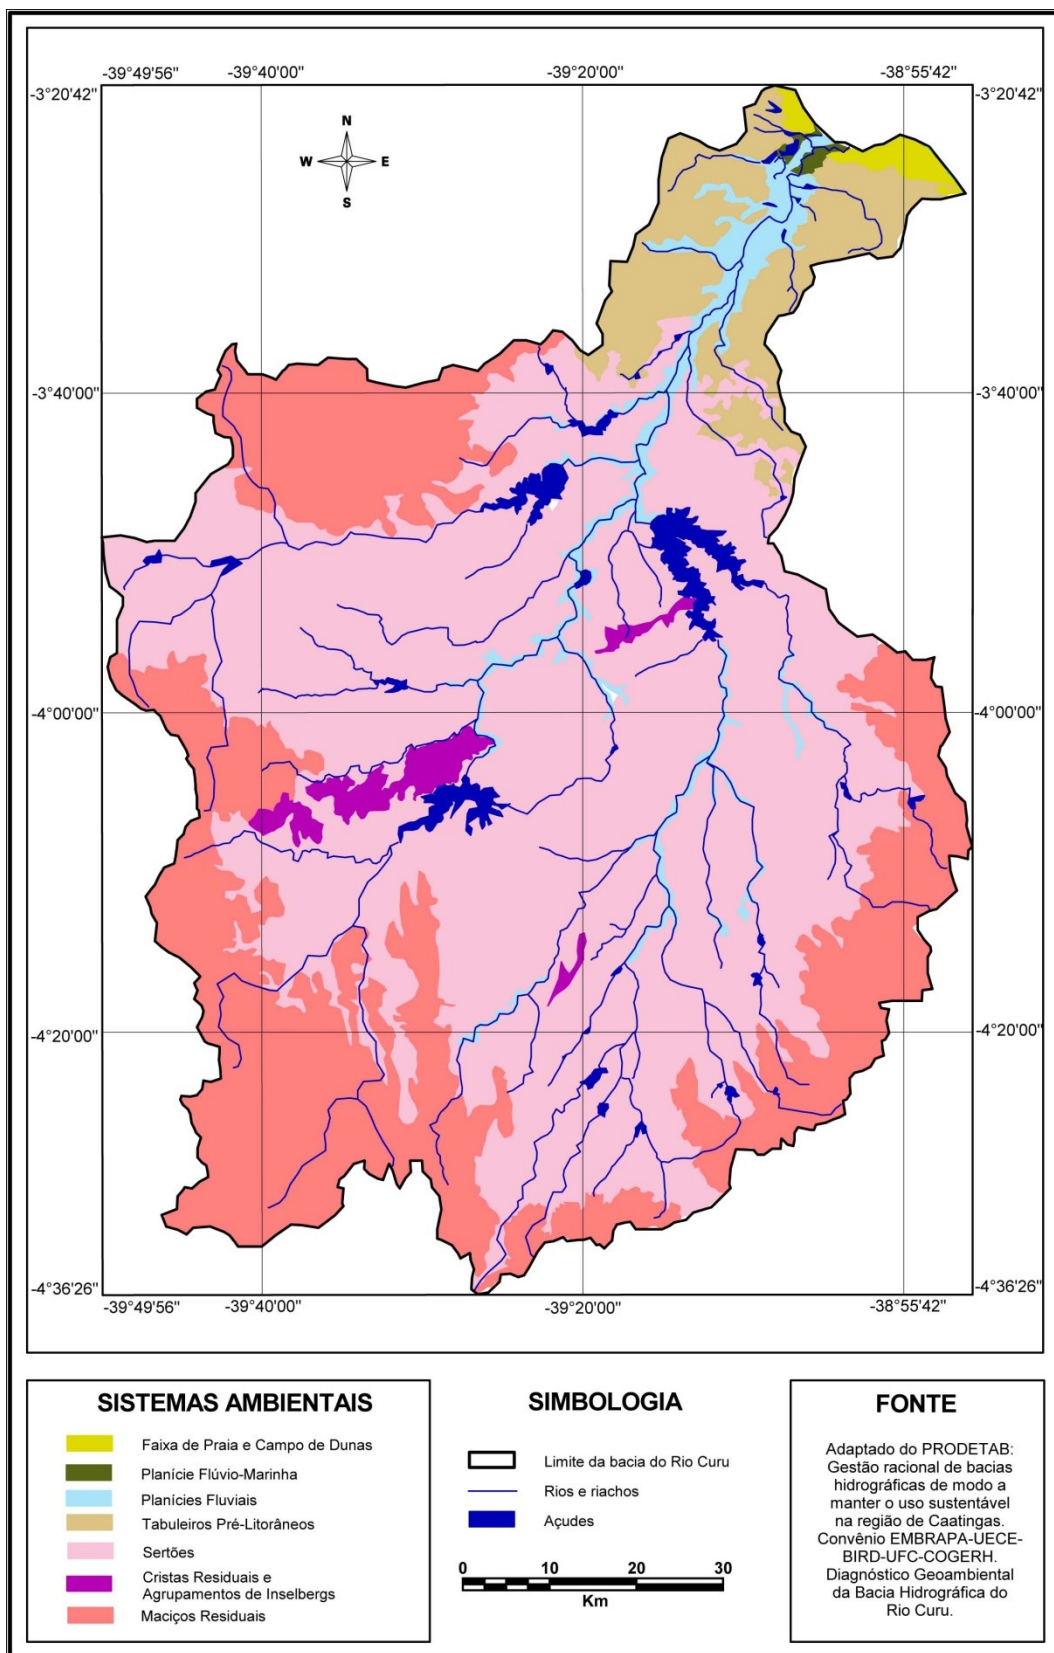 -39°49'56"
-39°40'00"
-39°20'00"
-38°55'42"
-3°20'42"
-3°20'42"
N
W
E
S
-3°40'00"
-3°40'00"
-4°00'00"
-4°00'00"
-4°20'00"
-4°20'00"
-4°36'26"
-4°36'26"
-39°49'56"
-39°40'00"
-39°20'00"
-38°55'42"
SISTEMAS AMBIENTAIS
Faixa de Praia e Campo de Dunas
Planície Flúvio-Marinha
Planícies Fluviais
Tabuleiros Pré-Litorâneos
Sertões
Cristas Residuais e
Agrupamentos de Inselbergs
Maciços Residuais
SIMBOLOGIA
Limite da bacia do Rio Curu
Rios e riachos
Açudes
0 10 20 30
Km
FONTE
Adaptado do PRODETAB:
Gestão racional de bacias
hidrográficas de modo a
manter o uso sustentável
na região de Caatingas.
Convênio EMBRAPA-UECE-
BIRD-UFC-COGERH.
Diagnóstico Geoambiental
da Bacia Hidrográfica do
Rio Curu.